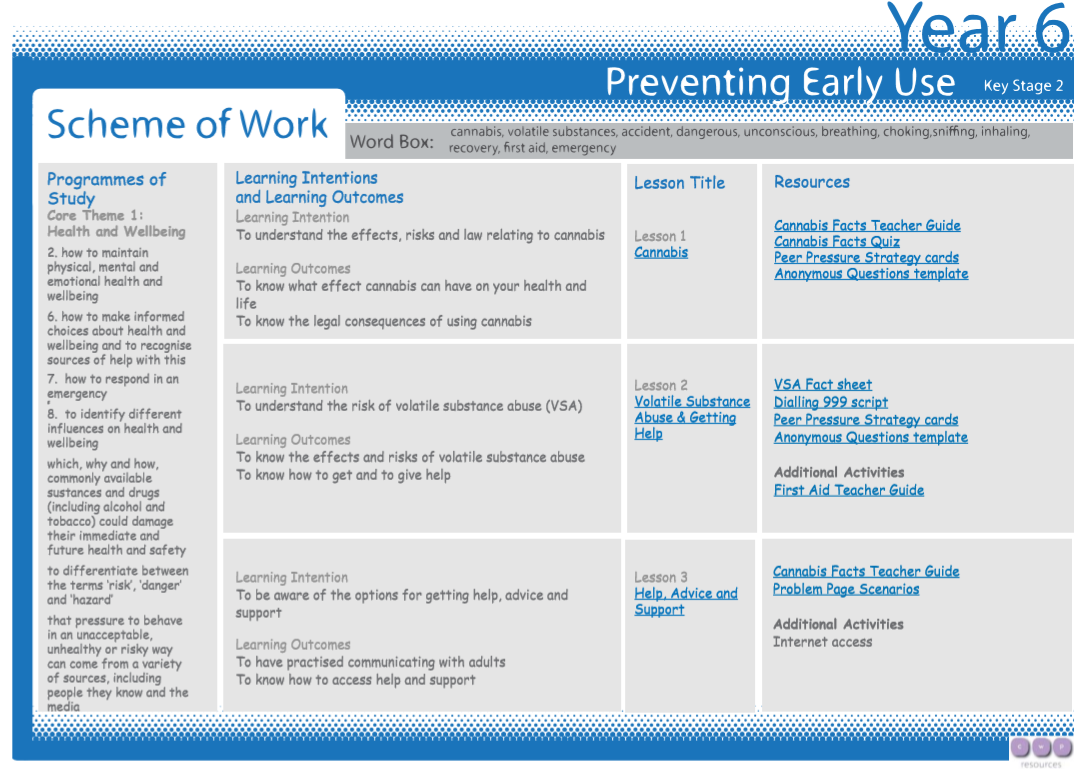 Year 6
Preventing Early Use
Key Stage 2
Scheme of Work
Word Box:
cannabis, volatile substances, accident, dangerous, unconscious, breathing, choking,sniffing, inhaling,
recovery, first aid, emergency
Programmes of
Study
Core Theme 1:
Health and Wellbeing
2. how to maintain
physical, mental and
emotional health and
wellbeing
6. how to make informed
choices about health and
wellbeing and to recognise
sources of help with this
7. how to respond in an
emergency
8. to identify different
influences on health and
wellbeing
which, why and how,
commonly available
sustances and drugs
(including alcohol and
tobacco) could damage
their immediate and
future health and safety
to differentiate between
the terms ‘risk’, ‘danger’
and ‘hazard’
that pressure to behave
in an unacceptable,
unhealthy or risky way
can come from a variety
of sources, including
people they know and the
media
Learning Intentions
and Learning Outcomes
Learning Intention
To understand the effects, risks and law relating to cannabis
Learning Outcomes
To know what effect cannabis can have on your health and
life
To know the legal consequences of using cannabis
Lesson Title
Lesson 1
Cannabis
Resources
Cannabis Facts Teacher Guide
Cannabis Facts Quiz
Peer Pressure Strategy cards
Anonymous Questions template
Learning Intention
To understand the risk of volatile substance abuse (VSA)
Learning Outcomes
To know the effects and risks of volatile substance abuse
To know how to get and to give help
Lesson 2
Volatile Substance
Abuse & Getting
Help
VSA Fact sheet
Dialling 999 script
Peer Pressure Strategy cards
Anonymous Questions template
Additional Activities
First Aid Teacher Guide
Learning Intention
To be aware of the options for getting help, advice and
support
Learning Outcomes
To have practised communicating with adults
To know how to access help and support
Lesson 3
Help, Advice and
Support
Cannabis Facts Teacher Guide
Problem Page Scenarios
Additional Activities
Internet access
c w p
resources